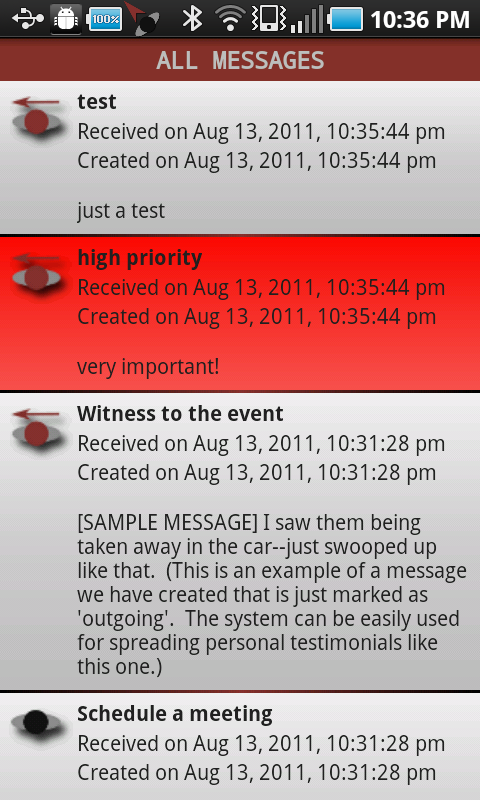 100%
10:36 PM
ALL MESSAGES
test
Received on Aug 13, 2011, 10:35:44 pm
Created on Aug 13, 2011, 10:35:44 pm
just a test
high priority
Received on Aug 13, 2011, 10:35:44 pm
Created on Aug 13, 2011, 10:35:44 pm
very important!
Witness to the event
Received on Aug 13, 2011, 10:31:28 pm
Created on Aug 13, 2011, 10:31:28 pm
[SAMPLE MESSAGE] I saw them being
taken away in the car--just swooped up
like that.  (This is an example of a message
we have created that is just marked as
'outgoing'.  The system can be easily used
for spreading personal testimonials like
this one.)
Schedule a meeting
Received on Aug 13, 2011, 10:31:28 pm
Created on Aug 13, 2011, 10:31:28 pm